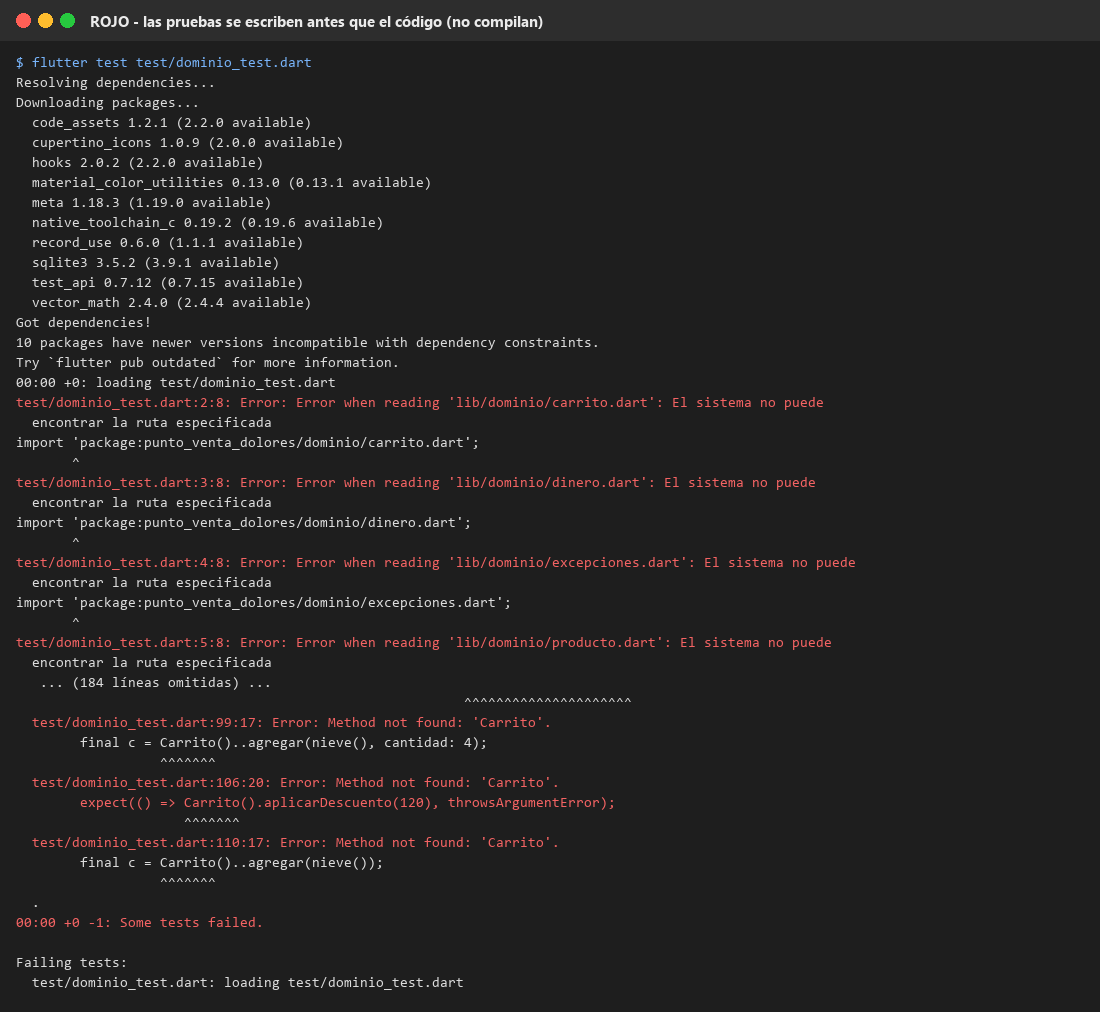 ROJO - las pruebas se escriben antes que el código (no compilan)
$ flutter test test/dominio_test.dart
Resolving dependencies...
Downloading packages...
  code_assets 1.2.1 (2.2.0 available)
  cupertino_icons 1.0.9 (2.0.0 available)
  hooks 2.0.2 (2.2.0 available)
  material_color_utilities 0.13.0 (0.13.1 available)
  meta 1.18.3 (1.19.0 available)
  native_toolchain_c 0.19.2 (0.19.6 available)
  record_use 0.6.0 (1.1.1 available)
  sqlite3 3.5.2 (3.9.1 available)
  test_api 0.7.12 (0.7.15 available)
  vector_math 2.4.0 (2.4.4 available)
Got dependencies!
10 packages have newer versions incompatible with dependency constraints.
Try `flutter pub outdated` for more information.
00:00 +0: loading test/dominio_test.dart
test/dominio_test.dart:2:8: Error: Error when reading 'lib/dominio/carrito.dart': El sistema no puede
  encontrar la ruta especificada
import 'package:punto_venta_dolores/dominio/carrito.dart';
       ^
test/dominio_test.dart:3:8: Error: Error when reading 'lib/dominio/dinero.dart': El sistema no puede
  encontrar la ruta especificada
import 'package:punto_venta_dolores/dominio/dinero.dart';
       ^
test/dominio_test.dart:4:8: Error: Error when reading 'lib/dominio/excepciones.dart': El sistema no puede
  encontrar la ruta especificada
import 'package:punto_venta_dolores/dominio/excepciones.dart';
       ^
test/dominio_test.dart:5:8: Error: Error when reading 'lib/dominio/producto.dart': El sistema no puede
  encontrar la ruta especificada
   ... (184 líneas omitidas) ...
                                                        ^^^^^^^^^^^^^^^^^^^^^
  test/dominio_test.dart:99:17: Error: Method not found: 'Carrito'.
        final c = Carrito()..agregar(nieve(), cantidad: 4);
                  ^^^^^^^
  test/dominio_test.dart:106:20: Error: Method not found: 'Carrito'.
        expect(() => Carrito().aplicarDescuento(120), throwsArgumentError);
                     ^^^^^^^
  test/dominio_test.dart:110:17: Error: Method not found: 'Carrito'.
        final c = Carrito()..agregar(nieve());
                  ^^^^^^^
  .
00:00 +0 -1: Some tests failed.

Failing tests:
  test/dominio_test.dart: loading test/dominio_test.dart